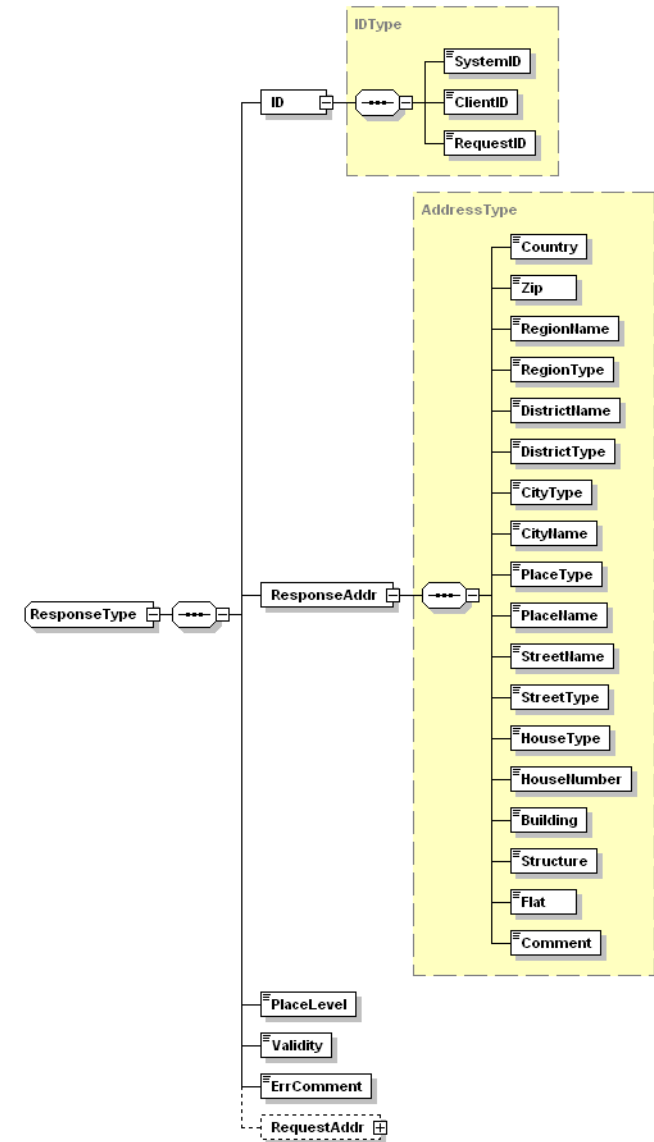 IDType
SystemID
ID
ClientID
RequestID
AddressType
Country
Zip
RegionName
RegionType
DistrictName
DistrictType
CityType
CityName
PlaceType
ResponseAddr
PlaceName
ResponseType
StreetName
StreetType
HouseType
HouseNumber
Building
Structure
Flat
Comment
PlaceLevel
Validity
ErrComment
RequestAddr